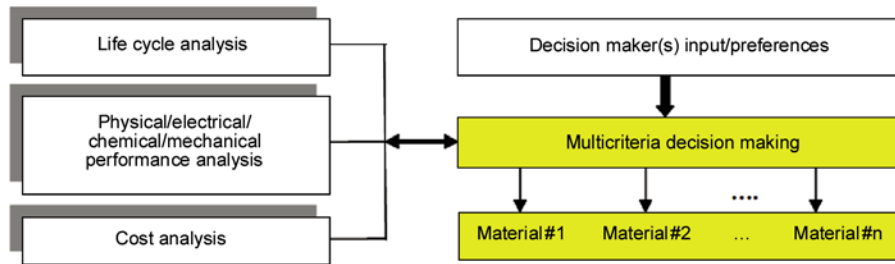 Life cycle analysis
Physical/electrical/
chemical/mechanical
performance analysis
Cost analysis
Decision maker(s) input/preferences
Multicriteria decision making
....
Material#1 Material#2 ... Material#n